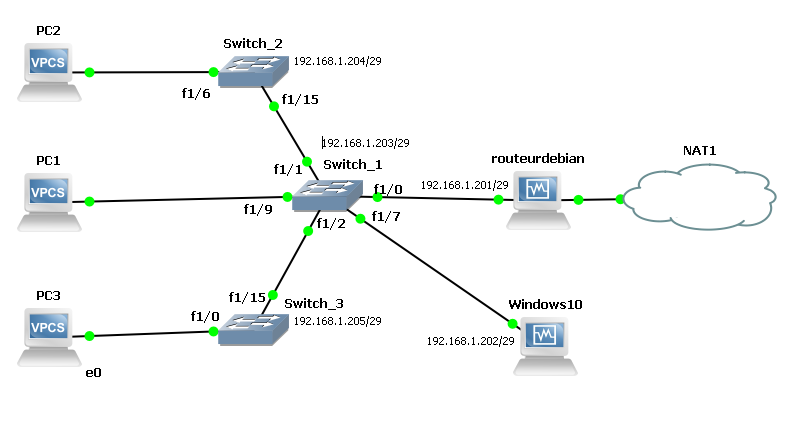 PC2
VPCS
Switch_2
192.168.1.204/29
f1/6
f1/15
192.168.1.203/29
PC1
VPCS
f1/1
Switch_1
f1/0
f1/9
f1/2
f1/7
192.168.1.201/29
routeurdebian
NAT1
PC3
VPCS
e0
f1/15
f1/0
Switch_3
192.168.1.205/29
Windows10
192.168.1.202/29